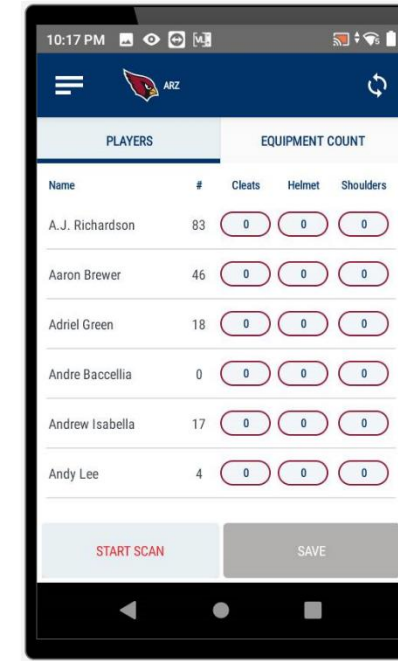 10:17 PM
ARZ
PLAYERS EQUIPMENT COUNT
Name # Cleats Helmet Shoulders
A.J. Richardson 83 0 0 0
Aaron Brewer 46 0 0 0
Adriel Green 18 0 0 0
Andre Baccellia 0 0 0 0
Andrew Isabella 17 0 0 0
Andy Lee 4 0 0 0
START SCAN SAVE